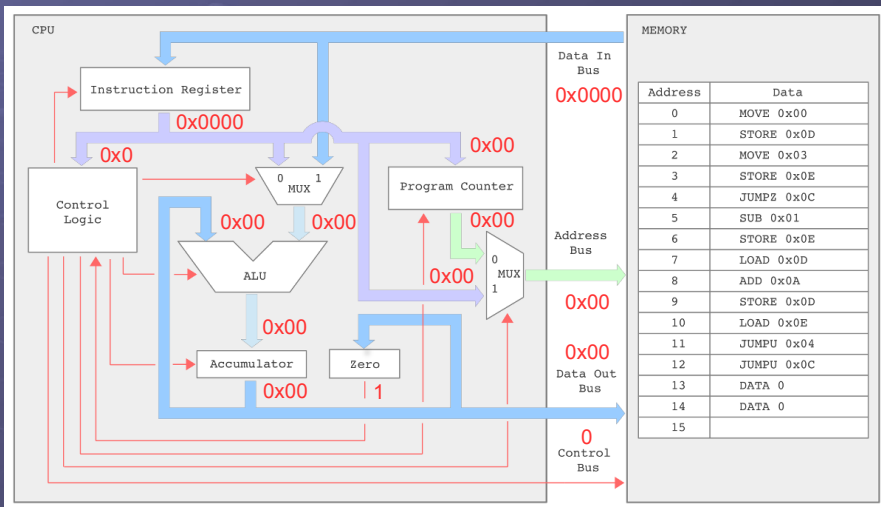 CPU
Instruction Register
0x0000
0x0
Control
Logic
0 1
MUX
0x00
0x00
ALU
0x00
Accumulator
0x00
Zero
1
0x00
Program Counter
0x00
0x00
0
MUX
1
Data In
Bus
0x0000
Address
Bus
0x00
0x00
Data Out
Bus
0
Control
Bus
MEMORY
Address Data
0 MOVE 0x00
1 STORE 0x0D
2 MOVE 0x03
3 STORE 0x0E
4 JUMPZ 0x0C
5 SUB 0x01
6 STORE 0x0E
7 LOAD 0x0D
8 ADD 0x0A
9 STORE 0x0D
10 LOAD 0x0E
11 JUMPU 0x04
12 JUMPU 0x0C
13 DATA 0
14 DATA 0
15